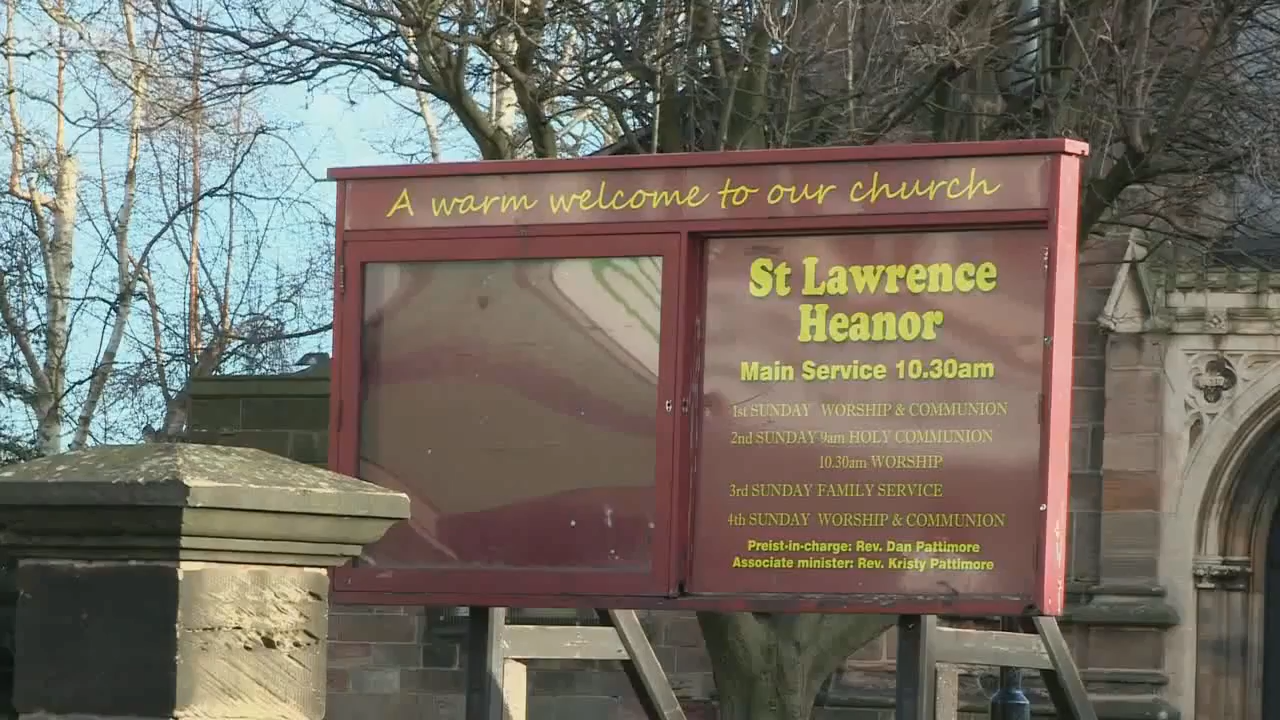 A warm welcome to our church
St Lawrence
Heanor
Main Service 10.30am
1st SUNDAY WORSHIP & COMMUNION
2nd SUNDAY 9am HOLY COMMUNION
10.30am WORSHIP
3rd SUNDAY FAMILY SERVICE
4th SUNDAY WORSHIP & COMMUNION
Preist-in-charge: Rev. Dan Pattimore
Associate minister: Rev. Kristy Pattimore